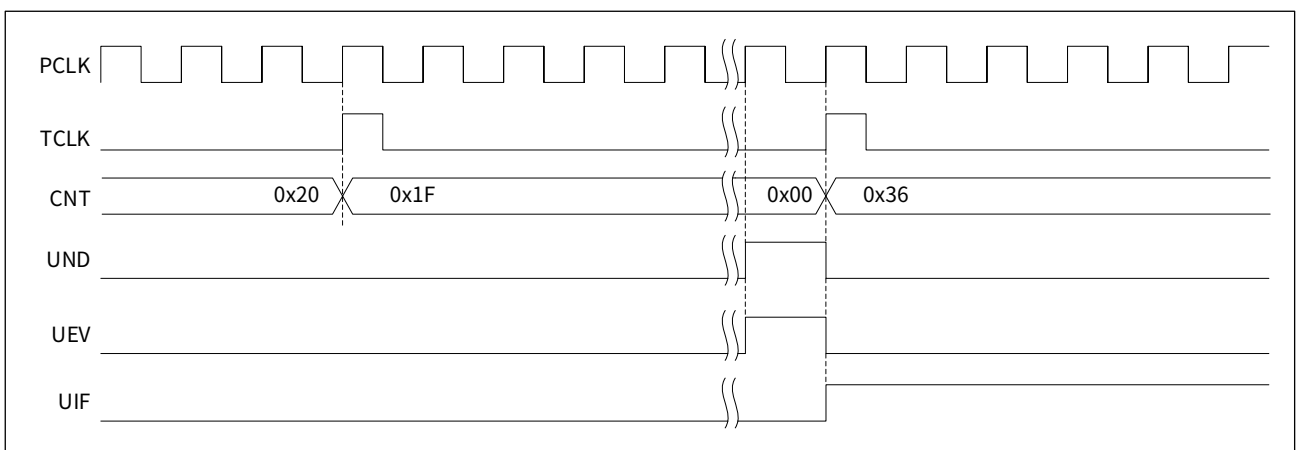 PCLK
TCLK
CNT 0x20 0x1F 0x00 0x36
UND
UEV
UIF